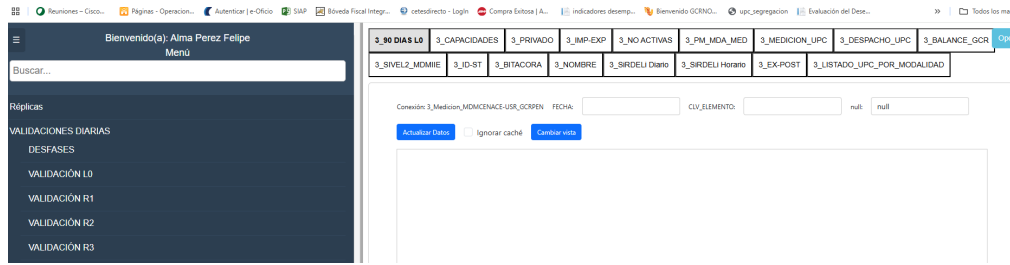 Reuniones – Cisco... Páginas - Operacion... Autenticar | e-Oficio SIAP Bóveda Fiscal Integr... cetesdirecto - LogIn Compra Exitosa | A... indicadores desemp... Bienvenido GCRNO... upc_segregacion Evaluación del Dese... » Todos los ma
Bienvenido(a): Alma Perez Felipe
Menú
Buscar...
Réplicas
VALIDACIONES DIARIAS
DESFASES
VALIDACIÓN L0
VALIDACIÓN R1
VALIDACIÓN R2
VALIDACIÓN R3
3_90 DIAS L0 3_CAPACIDADES 3_PRIVADO 3_IMP-EXP 3_NO ACTIVAS 3_PM_MDA_MED 3_MEDICION_UPC 3_DESPACHO_UPC 3_BALANCE_GCR Op
3_SIVEL2_MDMIIE 3_ID-ST 3_BITACORA 3_NOMBRE 3_SIRDELI Diario 3_SIRDELI Horario 3_EX-POST 3_LISTADO_UPC_POR_MODALIDAD
Conexión: 3_Medicion_MDMCENACE-USR_GCRPEN FECHA: CLV_ELEMENTO: null: null
Actualizar Datos Ignorar caché Cambiar vista